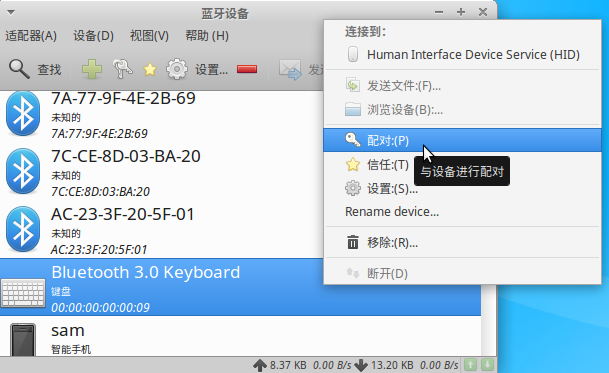 蓝牙设备
适配器(A) 设备(D) 视图(V) 帮助 (H)
查找 设置... 发送
7A-77-9F-4E-2B-69
未知的
7A:77:9F:4E:2B:69
7C-CE-8D-03-BA-20
未知的
7C:CE:8D:03:BA:20
AC-23-3F-20-5F-01
未知的
AC:23:3F:20:5F:01
Bluetooth 3.0 Keyboard
键盘
00:00:00:00:00:09
sam
智能手机
8.37 KB 0.00 B/s 13.20 KB 0.00 B/s
连接到：
Human Interface Device Service (HID)
发送文件:(F)...
浏览设备(B):...
配对:(P)
信任:(T)
与设备进行配对
设置:(S)...
Rename device...
移除:(R)...
断开(D)